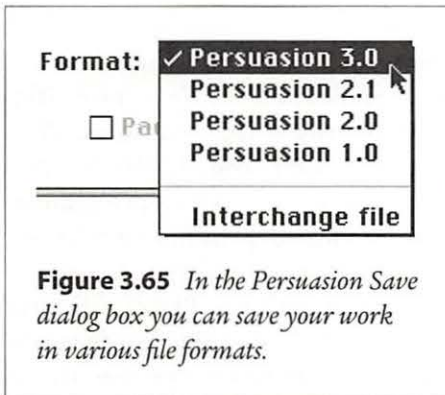 Format: ✓ Persuasion 3.0
Persuasion 2.1
Pa Persuasion 2.0
Persuasion 1.0
Interchange file
Figure 3.65 In the Persuasion Save
dialog box you can save your work
in various file formats.